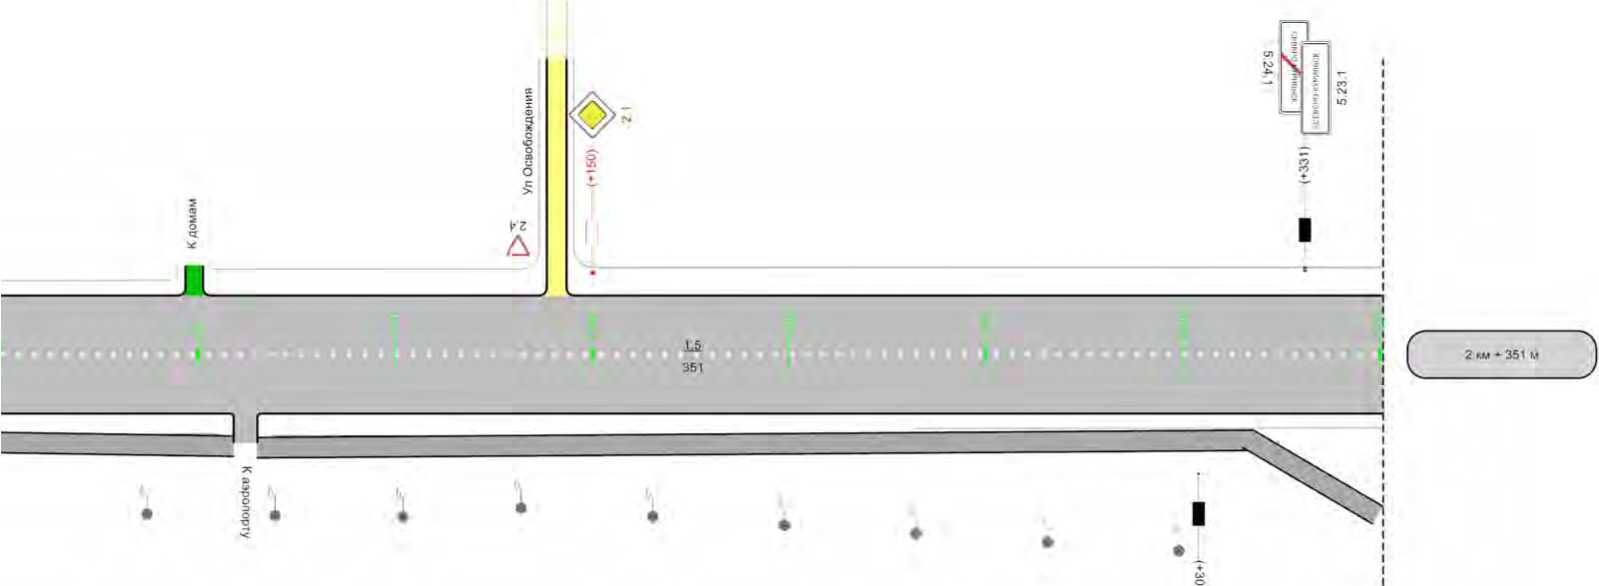 К домам
Ул Освобождения
2.4
2.1
(+150)
5.24.1
5.23.1
(+331)
1.5
351
2 км + 351 м
К аэропорту
(+30